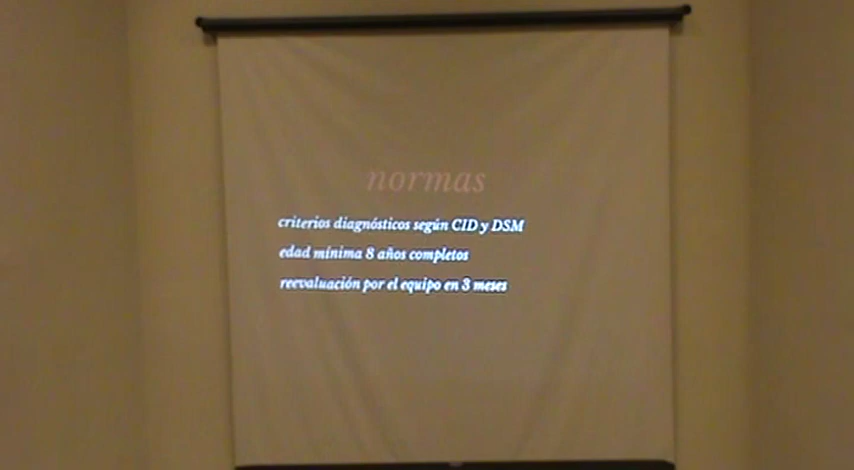 normas
criterios diagnósticos según CID y DSM
edad mínima 8 años completos
reevaluación por el equipo en 3 meses